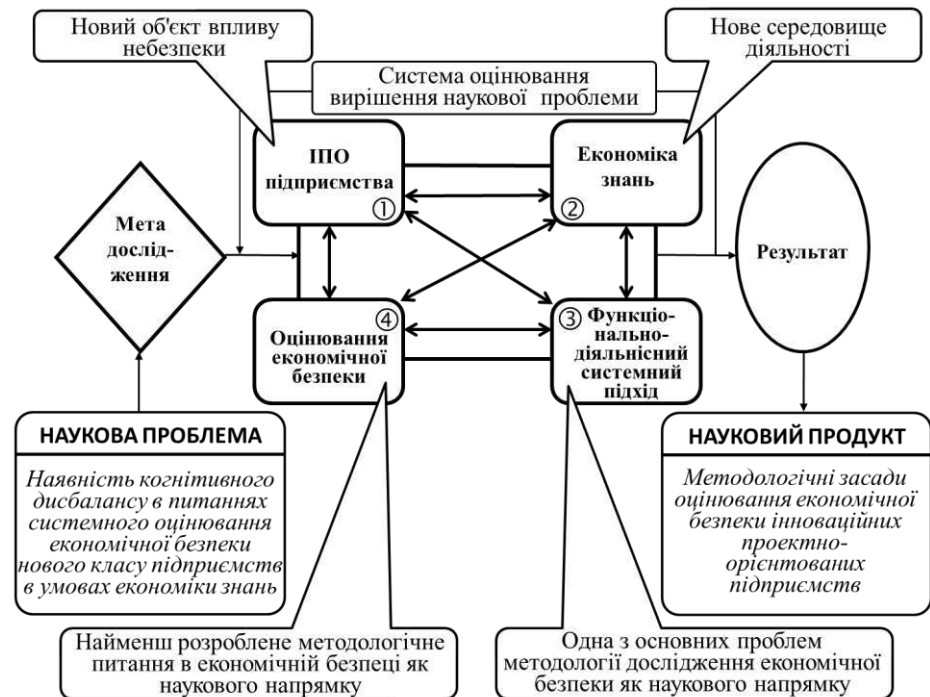 Новий об'єкт впливу
небезпеки
Нове середовище
діяльності
Система оцінювання
вирішення наукової проблеми
ІПО
підприємства
①
Економіка
знань
②
Мета
дослід-
ження
Результат
④
Оцінювання
економічної
безпеки
③
Функціо-
нально-
діяльнісний
системний
підхід
НАУКОВА ПРОБЛЕМА
Наявність когнітивного
дисбалансу в питаннях
системного оцінювання
економічної безпеки
нового класу підприємств
в умовах економіки знань
НАУКОВИЙ ПРОДУКТ
Методологічні засади
оцінювання економічної
безпеки інноваційних
проектно-
орієнтованих
підприємств
Найменш розроблене методологічне
питання в економічній безпеці як
наукового напрямку
Одна з основних проблем
методології дослідження економічної
безпеки як наукового напрямку